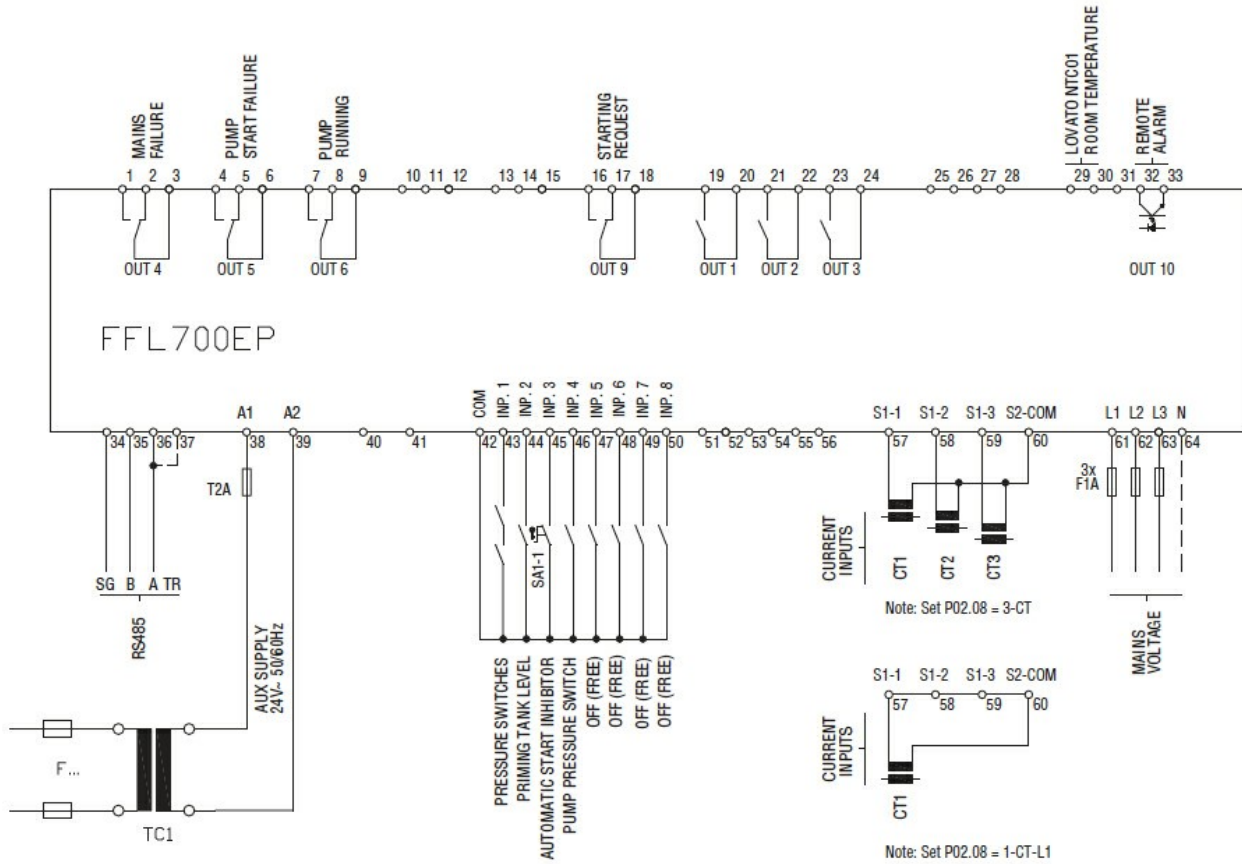 MAINS
FAILURE
PUMP
START FAILURE
PUMP
RUNNING
STARTING
REQUEST
LOVATO NTC01
ROOM TEMPERATURE
REMOTE
ALARM
1 2 3 4 5 6 7 8 9 10 11 12 13 14 15 16 17 18 19 20 21 22 23 24 25 26 27 28 29 30 31 32 33
OUT 4 OUT 5 OUT 6 OUT 9 OUT 1 OUT 2 OUT 3 OUT 10
FFL700EP
A1 A2 COM INP. 1 INP. 2 INP. 3 INP. 4 INP. 5 INP. 6 INP. 7 INP. 8 S1-1 S1-2 S1-3 S2-COM L1 L2 L3 N
34 35 36 37 38 39 40 41 42 43 44 45 46 47 48 49 50 51 52 53 54 55 56 57 58 59 60 61 62 63 64
T2A
3x
F1A
SA1-1
CURRENT
INPUTS
CT1 CT2 CT3
Note: Set P02.08 = 3-CT
SG B A TR
RS485
AUX SUPPLY
24V~ 50/60Hz
PRESSURE SWITCHES
PRIMING TANK LEVEL
AUTOMATIC START INHIBITOR
PUMP PRESSURE SWITCH
OFF (FREE)
OFF (FREE)
OFF (FREE)
OFF (FREE)
MAINS
VOLTAGE
S1-1 S1-2 S1-3 S2-COM
57 58 59 60
CURRENT
INPUTS
CT1
Note: Set P02.08 = 1-CT-L1
F...
TC1